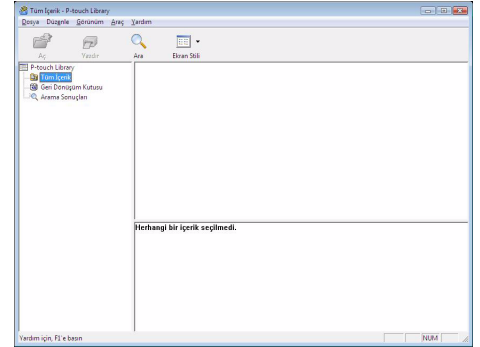 Tüm İçerik - P-touch Library
Dosya Düzenle Görünüm Araç Yardım
Aç Yazdır Ara Ekran Stili
P-touch Library
Tüm İçerik
Geri Dönüşüm Kutusu
Arama Sonuçları
Herhangi bir içerik seçilmedi.
Yardım için, F1'e basın NUM